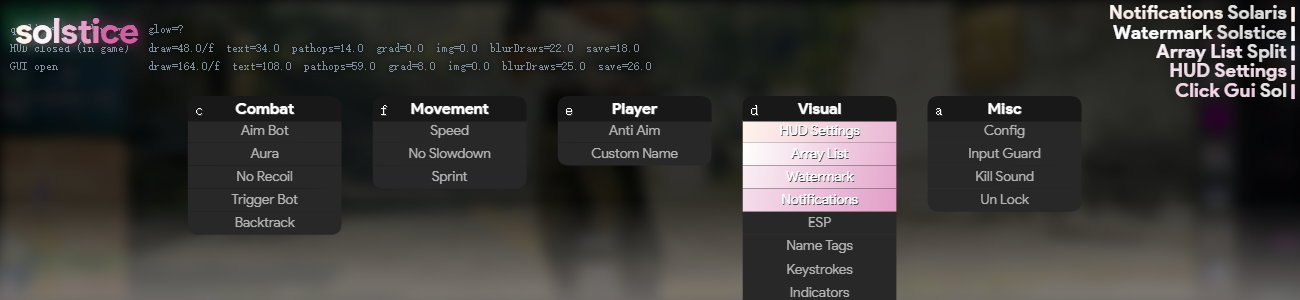 solstice
glow=?
HUD closed (in game) draw=48.0/f text=34.0 pathops=14.0 grad=0.0 img=0.0 blurDraws=22.0 save=18.0
GUI open draw=164.0/f text=108.0 pathops=59.0 grad=8.0 img=0.0 blurDraws=25.0 save=26.0
Notifications Solaris
Watermark Solstice
Array List Split
HUD Settings
Click Gui Sol
c Combat
Aim Bot
Aura
No Recoil
Trigger Bot
Backtrack
f Movement
Speed
No Slowdown
Sprint
e Player
Anti Aim
Custom Name
d Visual
HUD Settings
Array List
Watermark
Notifications
ESP
Name Tags
Keystrokes
Indicators
a Misc
Config
Input Guard
Kill Sound
Un Lock